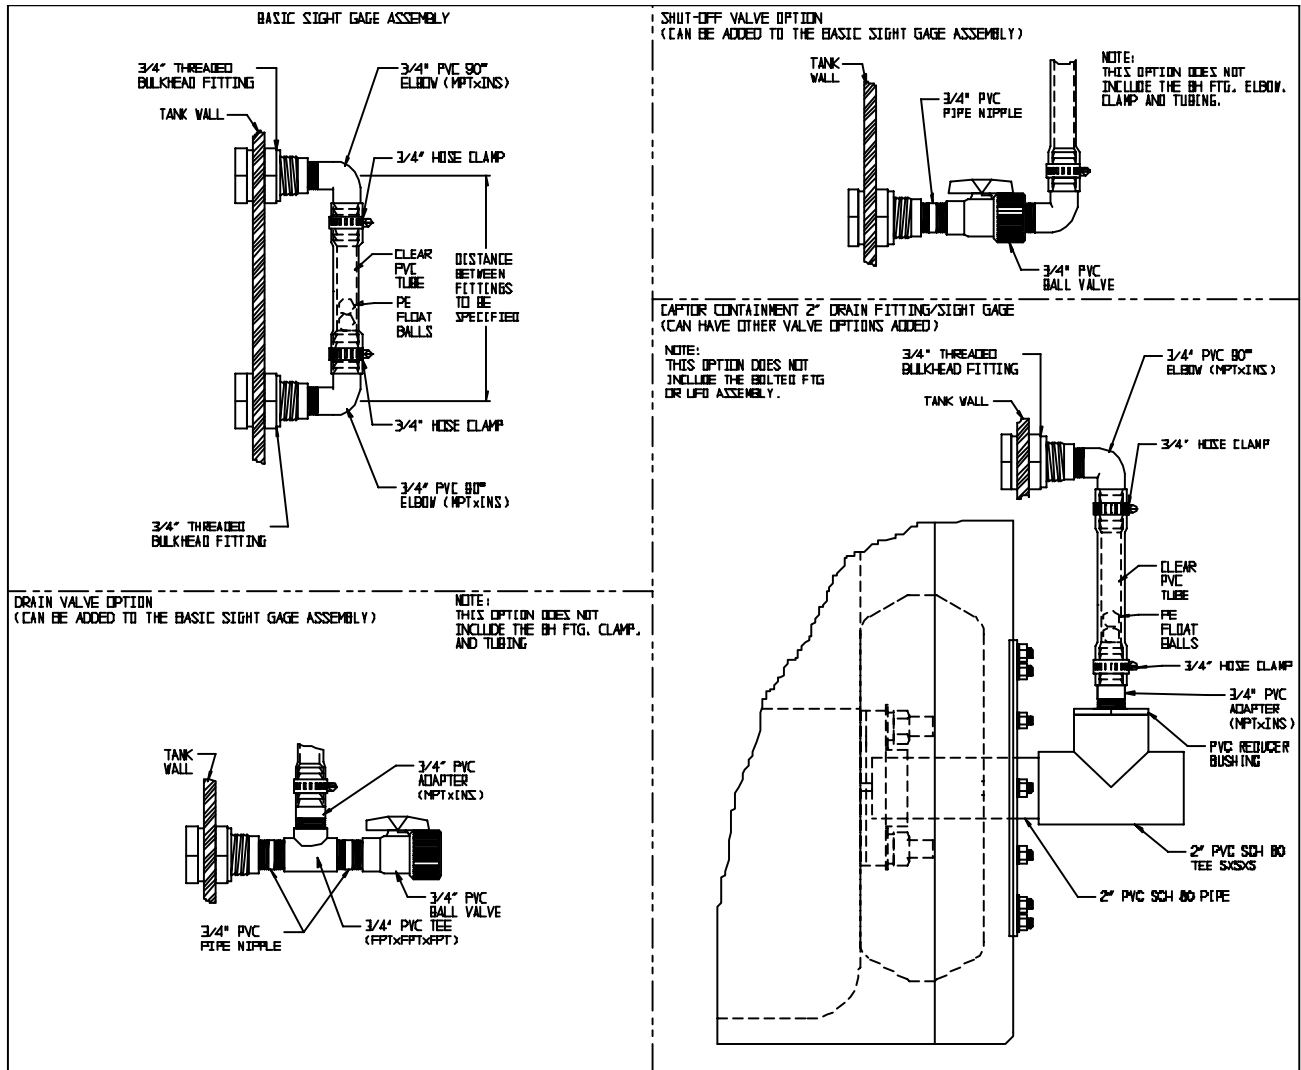 BASIC SIGHT GAGE ASSEMBLY
3/4" THREADED
BULKHEAD FITTING
TANK WALL
3/4" PVC 90°
ELBOW (MPTxINS)
3/4" HOSE CLAMP
CLEAR
PVC
TUBE
PE
FLOAT
BALLS
DISTANCE
BETWEEN
FITTINGS
TO BE
SPECIFIED
3/4" HOSE CLAMP
3/4" PVC 90°
ELBOW (MPTxINS)
3/4" THREADED
BULKHEAD FITTING
SHUT-OFF VALVE OPTION
(CAN BE ADDED TO THE BASIC SIGHT GAGE ASSEMBLY)
TANK
WALL
3/4" PVC
PIPE NIPPLE
NOTE:
THIS OPTION DOES NOT
INCLUDE THE BH FTG, ELBOW,
CLAMP AND TUBING.
3/4" PVC
BALL VALVE
DRAIN VALVE OPTION
(CAN BE ADDED TO THE BASIC SIGHT GAGE ASSEMBLY)
NOTE:
THIS OPTION DOES NOT
INCLUDE THE BH FTG, CLAMP,
AND TUBING
TANK
WALL
3/4" PVC
ADAPTER
(MPTxINS)
3/4" PVC
BALL VALVE
3/4" PVC TEE
(FPTxFPTxFPT)
3/4" PVC
PIPE NIPPLE
CAPTOR CONTAINMENT 2" DRAIN FITTING/SIGHT GAGE
(CAN HAVE OTHER VALVE OPTIONS ADDED)
NOTE:
THIS OPTION DOES NOT
INCLUDE THE BOLTED FTG
OR UFO ASSEMBLY.
3/4" THREADED
BULKHEAD FITTING
TANK WALL
3/4" PVC 90°
ELBOW (MPTxINS)
3/4" HOSE CLAMP
CLEAR
PVC
TUBE
PE
FLOAT
BALLS
3/4" HOSE CLAMP
3/4" PVC
ADAPTER
(MPTxINS)
PVC REDUCER
BUSHING
2" PVC SCH 80
TEE SXSXS
2" PVC SCH 80 PIPE